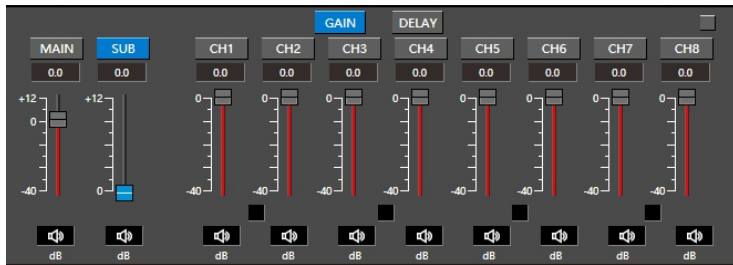 GAIN DELAY
MAIN SUB CH1 CH2 CH3 CH4 CH5 CH6 CH7 CH8
0.0 0.0 0.0 0.0 0.0 0.0 0.0 0.0 0.0 0.0
+12 +12 0 0 0 0 0 0 0 0
0
-40 0 -40 -40 -40 -40 -40 -40 -40 -40
dB dB dB dB dB dB dB dB dB dB